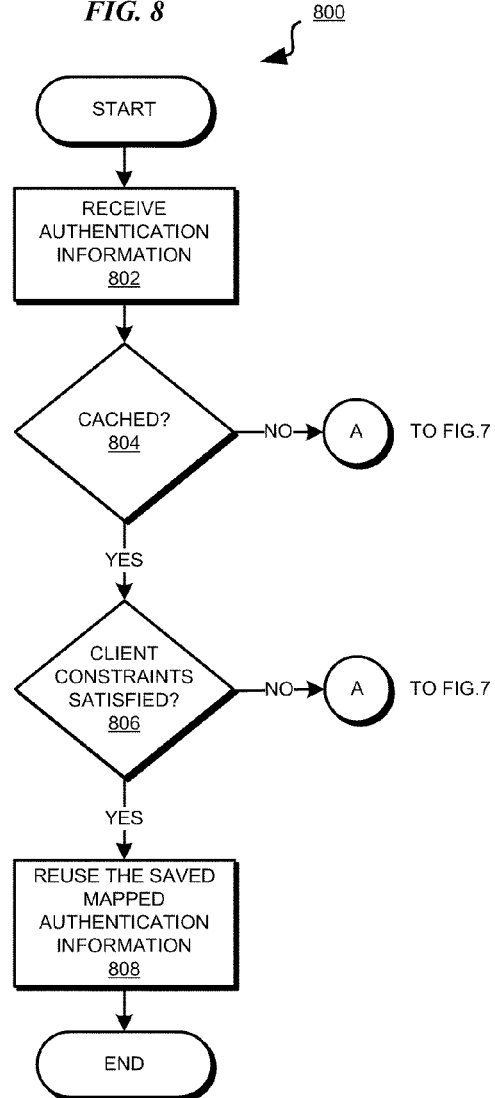 FIG. 8
800
START
RECEIVE
AUTHENTICATION
INFORMATION
802
CACHED?
804
NO
A
TO FIG.7
YES
CLIENT
CONSTRAINTS
SATISFIED?
806
NO
A
TO FIG.7
YES
REUSE THE SAVED
MAPPED
AUTHENTICATION
INFORMATION
808
END